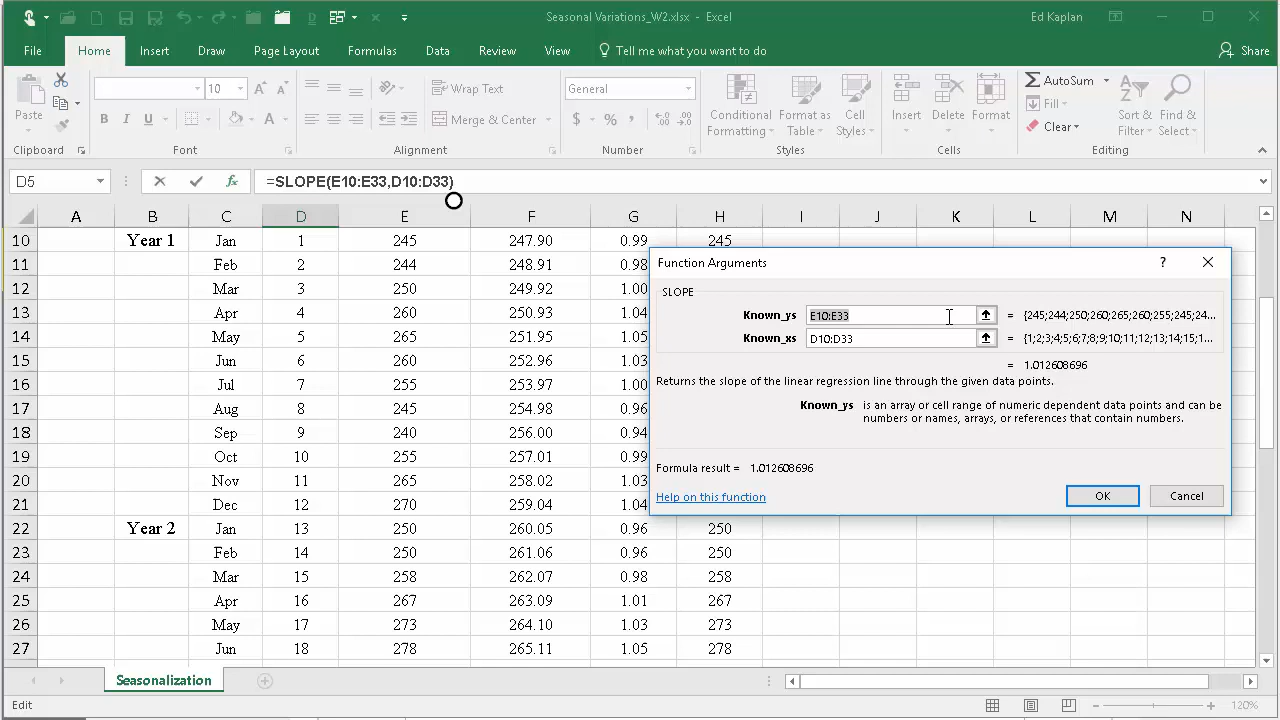 Seasonal Variations_W2.xlsx - Excel
Ed Kaplan
File Home Insert Draw Page Layout Formulas Data Review View Tell me what you want to do Share
Paste
10
Wrap Text
Merge & Center
General
$ % ,
Conditional Formatting
Format as Table
Cell Styles
Insert Delete Format
AutoSum
Fill
Clear
Sort & Filter
Find & Select
Clipboard Font Alignment Number Styles Cells Editing
D5 =SLOPE(E10:E33,D10:D33)
A B C D E F G H I J K L M N
10 Year 1 Jan 1 245 247.90 0.99 245
11 Feb 2 244 248.91 0.98
12 Mar 3 250 249.92 1.00
13 Apr 4 260 250.93 1.04
14 May 5 265 251.95 1.05
15 Jun 6 260 252.96 1.03
16 Jul 7 255 253.97 1.00
17 Aug 8 245 254.98 0.96
18 Sep 9 240 256.00 0.94
19 Oct 10 255 257.01 0.99
20 Nov 11 265 258.02 1.03
21 Dec 12 270 259.04 1.04
22 Year 2 Jan 13 250 260.05 0.96 250
23 Feb 14 250 261.06 0.96 250
24 Mar 15 258 262.07 0.98 258
25 Apr 16 267 263.09 1.01 267
26 May 17 273 264.10 1.03 273
27 Jun 18 278 265.11 1.05 278
Function Arguments ?
SLOPE
Known_ys E10:E33 = {245;244;250;260;265;260;255;245;24...
Known_xs D10:D33 = {1;2;3;4;5;6;7;8;9;10;11;12;13;14;15;1...
= 1.012608696
Returns the slope of the linear regression line through the given data points.
Known_ys is an array or cell range of numeric dependent data points and can be
numbers or names, arrays, or references that contain numbers.
Formula result = 1.012608696
Help on this function
OK Cancel
Seasonalization
Edit
120%